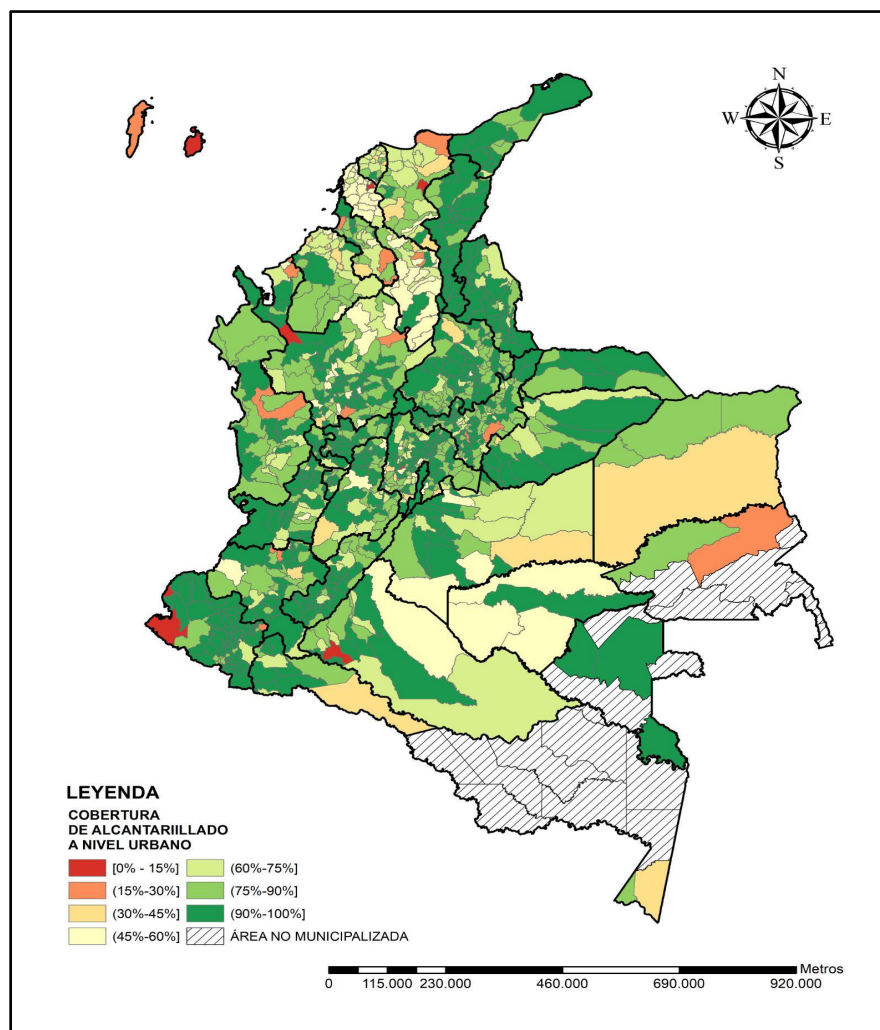 N
W E
S
LEYENDA
COBERTURA
DE ALCANTARIILLADO
A NIVEL URBANO
[0% - 15%] (60%-75%]
(15%-30%] (75%-90%]
(30%-45%] (90%-100%]
(45%-60%] ÁREA NO MUNICIPALIZADA
Metros
0 115.000 230.000 460.000 690.000 920.000